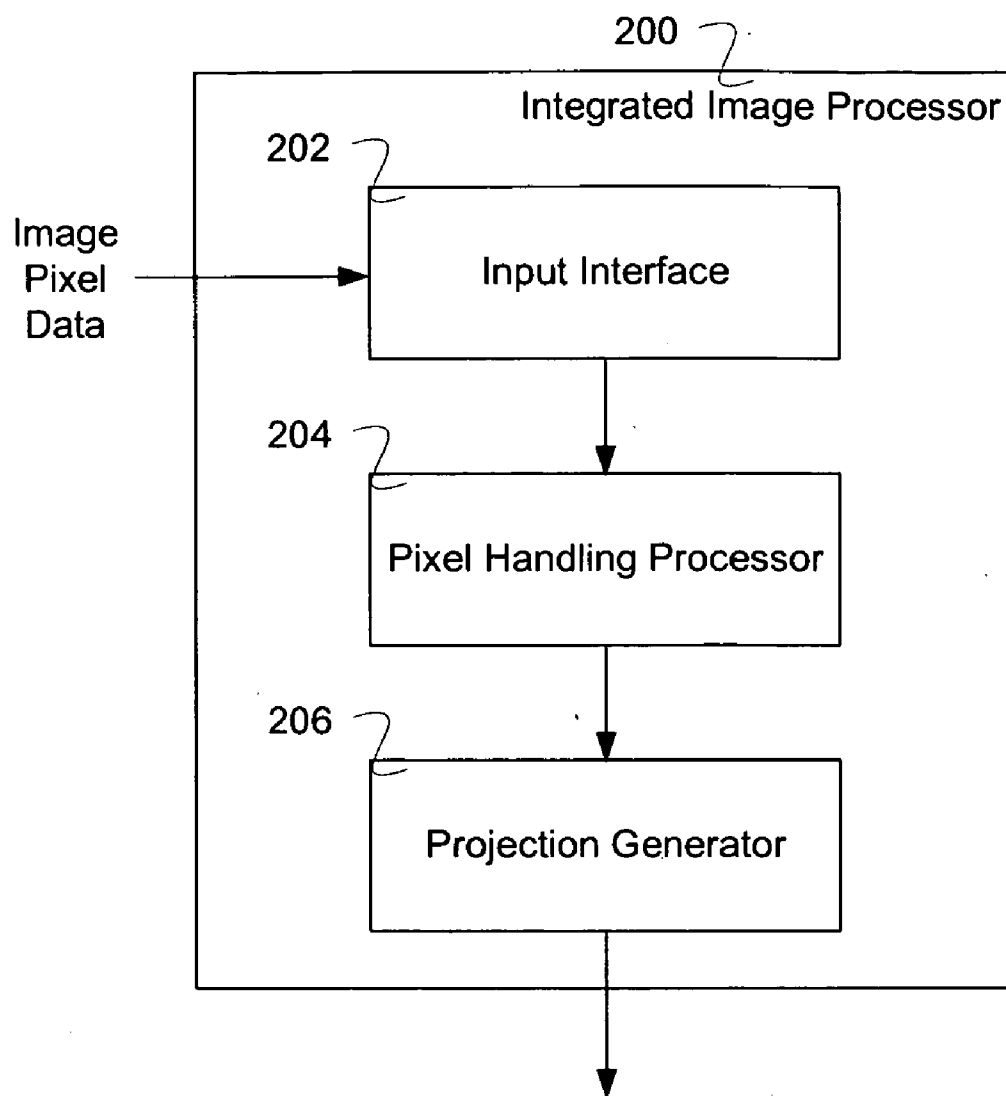 200
Integrated Image Processor
202
Image
Pixel
Data
Input Interface
204
Pixel Handling Processor
206
Projection Generator